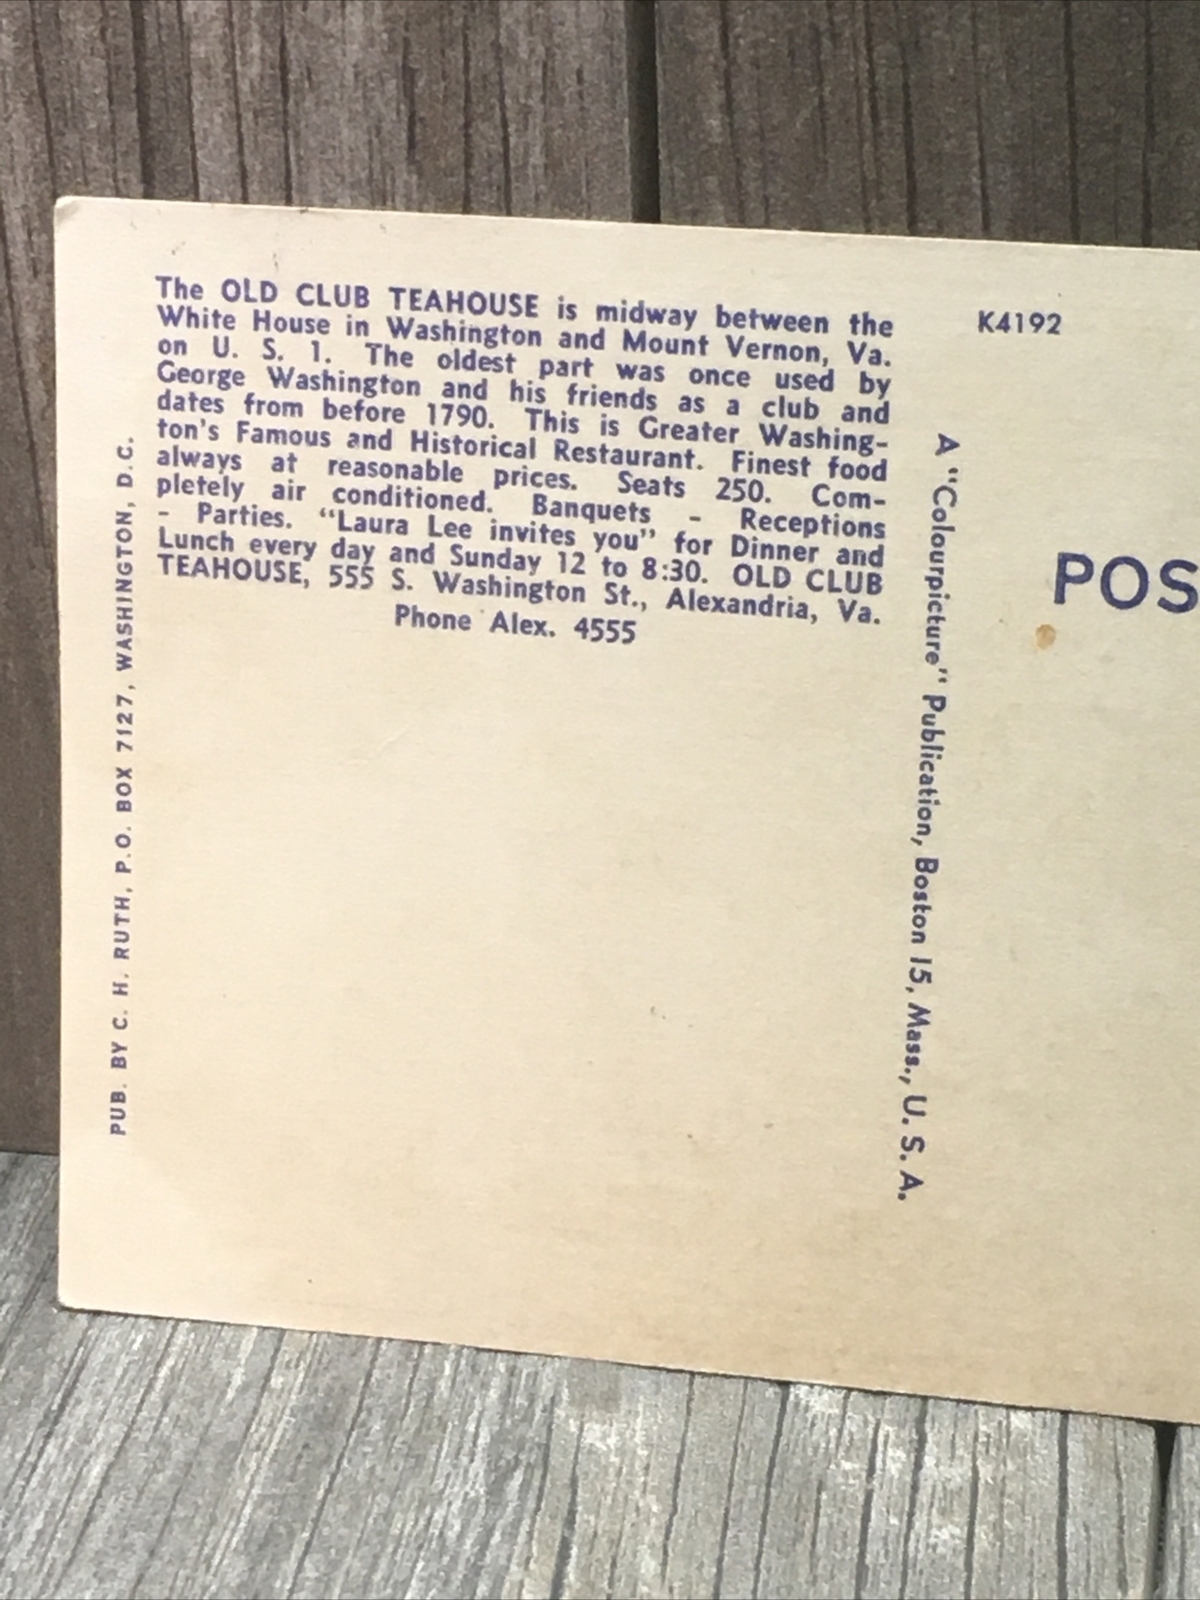 The OLD CLUB TEAHOUSE is midway between the
White House in Washington and Mount Vernon, Va.
on U. S. 1. The oldest part was once used by
George Washington and his friends as a club and
dates from before 1790. This is Greater Washing-
ton's Famous and Historical Restaurant. Finest food
always at reasonable prices. Seats 250. Com-
pletely air conditioned. Banquets - Receptions
- Parties. "Laura Lee invites you" for Dinner and
Lunch every day and Sunday 12 to 8:30. OLD CLUB
TEAHOUSE, 555 S. Washington St., Alexandria, Va.
Phone Alex. 4555
PUB. BY C. H. RUTH, P.O. BOX 7127, WASHINGTON, D.C.
A "Colourpicture" Publication, Boston 15, Mass., U. S. A.
K4192
POS